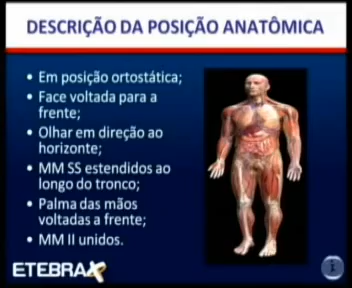 DESCRIÇÃO DA POSIÇÃO ANATÔMICA
• Em posição ortostática;
• Face voltada para a
frente;
• Olhar em direção ao
horizonte;
• MM SS estendidos ao
longo do tronco;
• Palma das mãos
voltadas a frente;
• MM II unidos.
ETEBRAX